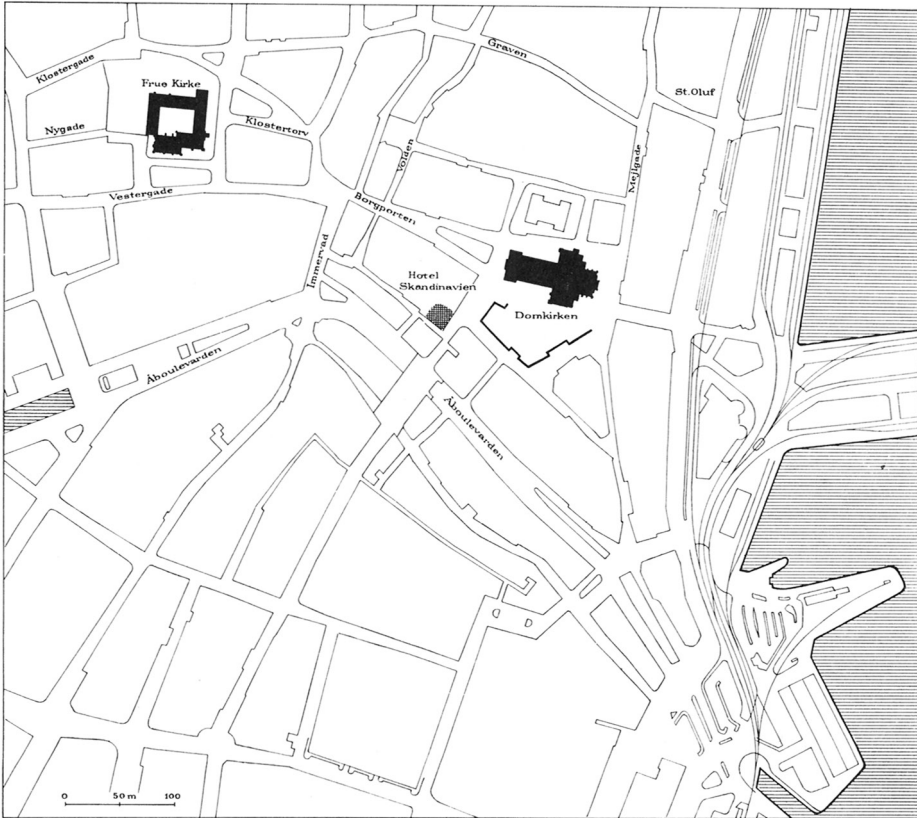 Graven
Klostergade
Frue Kirke
St. Oluf
Nygade
Klostertorv
Volden
Mejlgade
Vestergade
Borgporten
Immervad
Hotel
Skandinavien
Domkirken
Åboulevarden
Åboulevarden
0 50 m 100